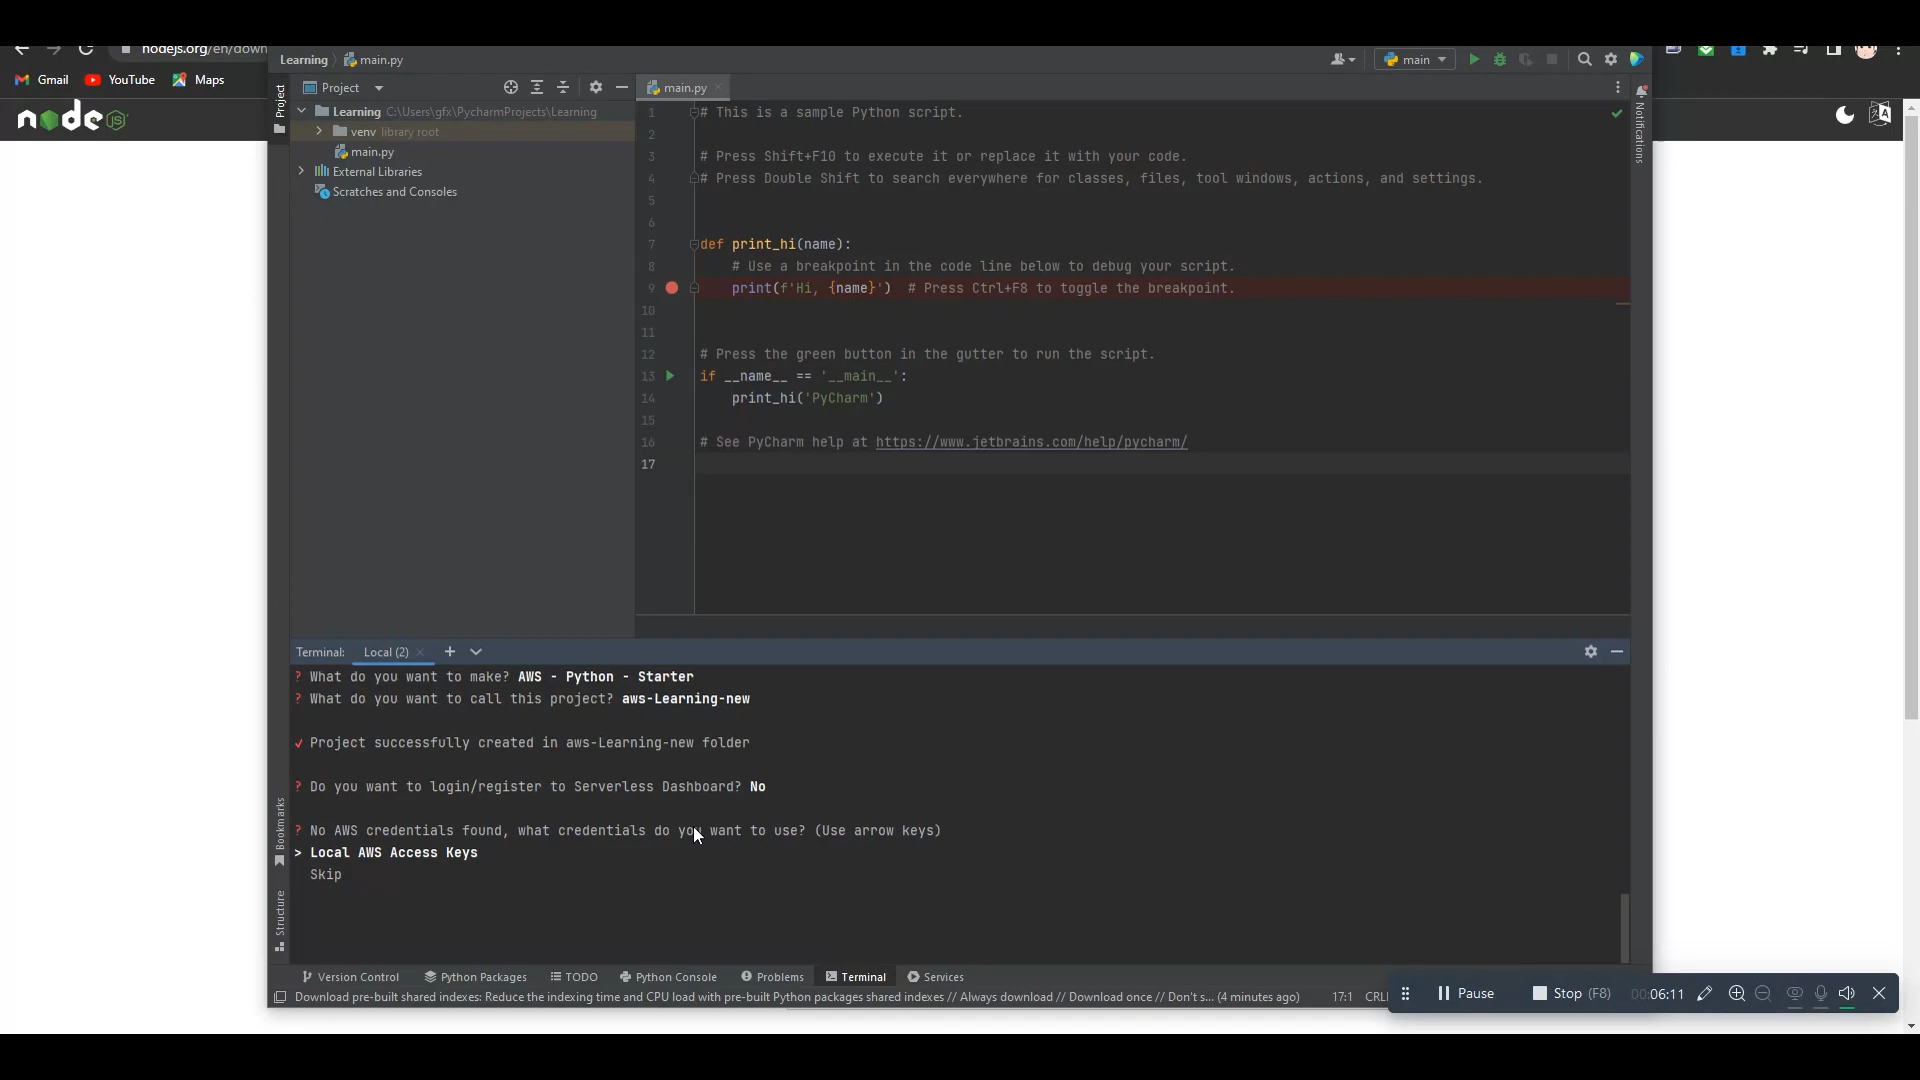 nodejs.org/en/down
Gmail YouTube Maps
node JS
Learning main.py
main
Project
Project
Learning C:\Users\gfx\PycharmProjects\Learning
venv library root
main.py
External Libraries
Scratches and Consoles
main.py
1 # This is a sample Python script.
2
3 # Press Shift+F10 to execute it or replace it with your code.
4 # Press Double Shift to search everywhere for classes, files, tool windows, actions, and settings.
5
6
7 def print_hi(name):
8 # Use a breakpoint in the code line below to debug your script.
9 print(f'Hi, {name}') # Press Ctrl+F8 to toggle the breakpoint.
10
11
12 # Press the green button in the gutter to run the script.
13 if __name__ == '__main__':
14 print_hi('PyCharm')
15
16 # See PyCharm help at https://www.jetbrains.com/help/pycharm/
17
Notifications
Terminal: Local (2)
? What do you want to make? AWS - Python - Starter
? What do you want to call this project? aws-Learning-new
✓ Project successfully created in aws-Learning-new folder
? Do you want to login/register to Serverless Dashboard? No
? No AWS credentials found, what credentials do you want to use? (Use arrow keys)
> Local AWS Access Keys
Skip
Bookmarks
Structure
Version Control Python Packages TODO Python Console Problems Terminal Services
Download pre-built shared indexes: Reduce the indexing time and CPU load with pre-built Python packages shared indexes // Always download // Download once // Don't s... (4 minutes ago) 17:1 CRL
Pause Stop (F8) 00:06:11